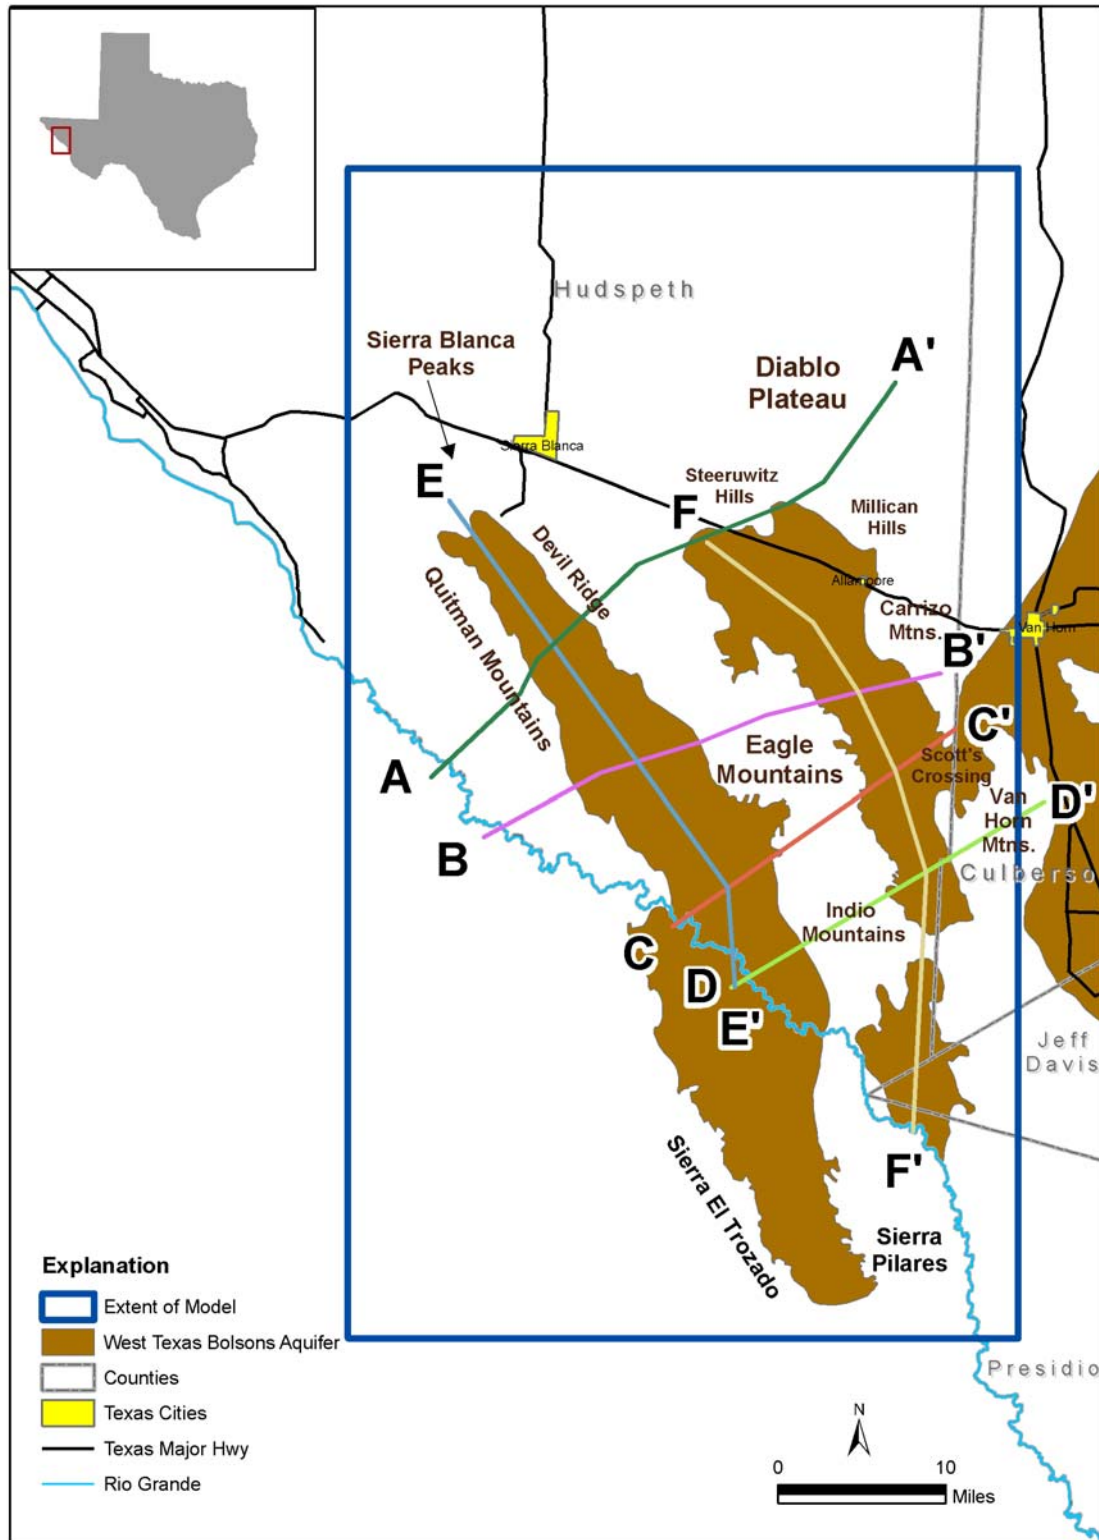 Hudspeth
Sierra Blanca
Peaks
A'
Diablo
Plateau
Sierra Blanca
E
Steeruwitz
Hills
F
Millican
Hills
Devil Ridge
Quitman Mountains
Allamoore
Carrizo
Mtns.
Van Horn
B'
C'
Eagle
Mountains
Scott's
Crossing
A
Van
Horn
Mtns.
D'
B
Culberso
Indio
Mountains
C
D
E'
Jeff
Davis
F'
Sierra El Trozado
Sierra
Pilares
Presidio
Explanation
Extent of Model
West Texas Bolsons Aquifer
Counties
Texas Cities
Texas Major Hwy
Rio Grande
N
0 10
Miles